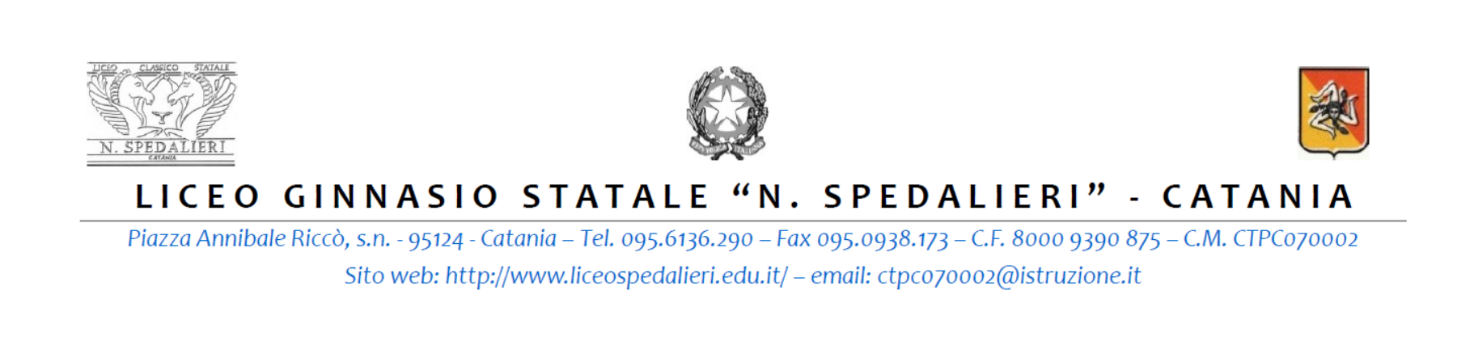 LICEO CLASSICO STATALE
N. SPEDALIERI
CATANIA
LICEO GINNASIO STATALE “N. SPEDALIERI” - CATANIA
Piazza Annibale Riccò, s.n. - 95124 - Catania – Tel. 095.6136.290 – Fax 095.0938.173 – C.F. 8000 9390 875 – C.M. CTPC070002
Sito web: http://www.liceospedalieri.edu.it/ – email: ctpc070002@istruzione.it